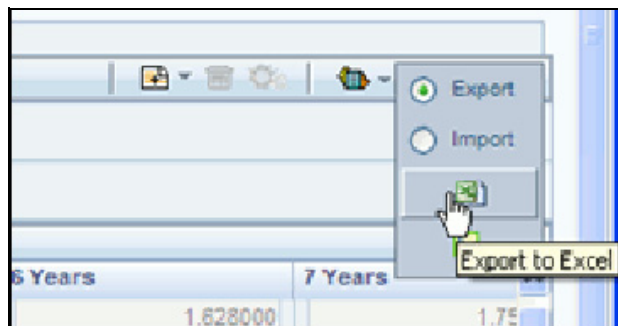 Export
Import
Export to Excel
6 Years
7 Years
1.628000
1.75